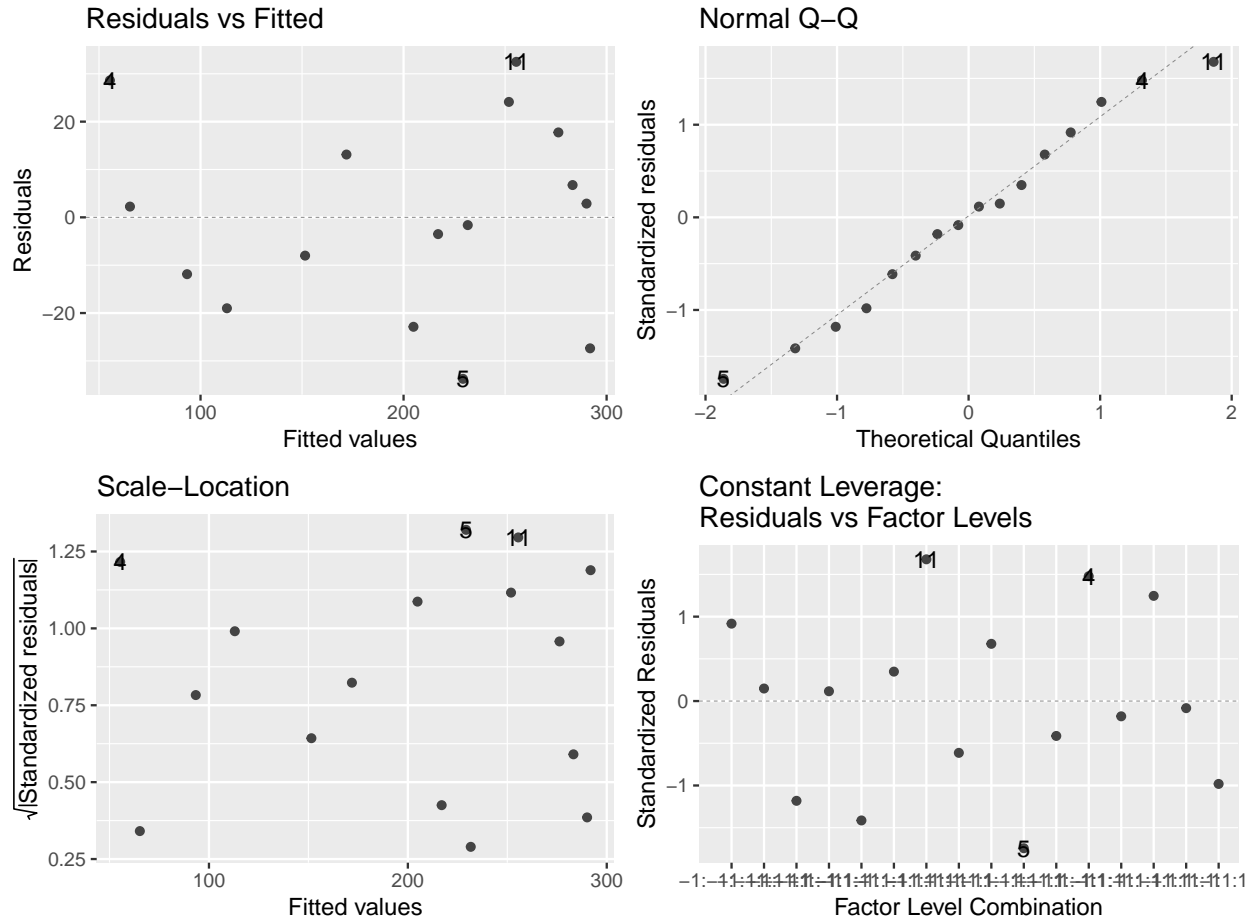 Residuals vs Fitted
4
11
5
20
0
−20
Residuals
100
200
300
Fitted values
Normal Q−Q
11
4
5
1
0
−1
Standardized residuals
−2
−1
0
1
2
Theoretical Quantiles
Scale−Location
5
11
4
1.25
1.00
0.75
0.50
0.25
√|Standardized residuals|
100
200
300
Fitted values
Constant Leverage:
Residuals vs Factor Levels
11
4
5
1
0
−1
Standardized Residuals
Factor Level Combination